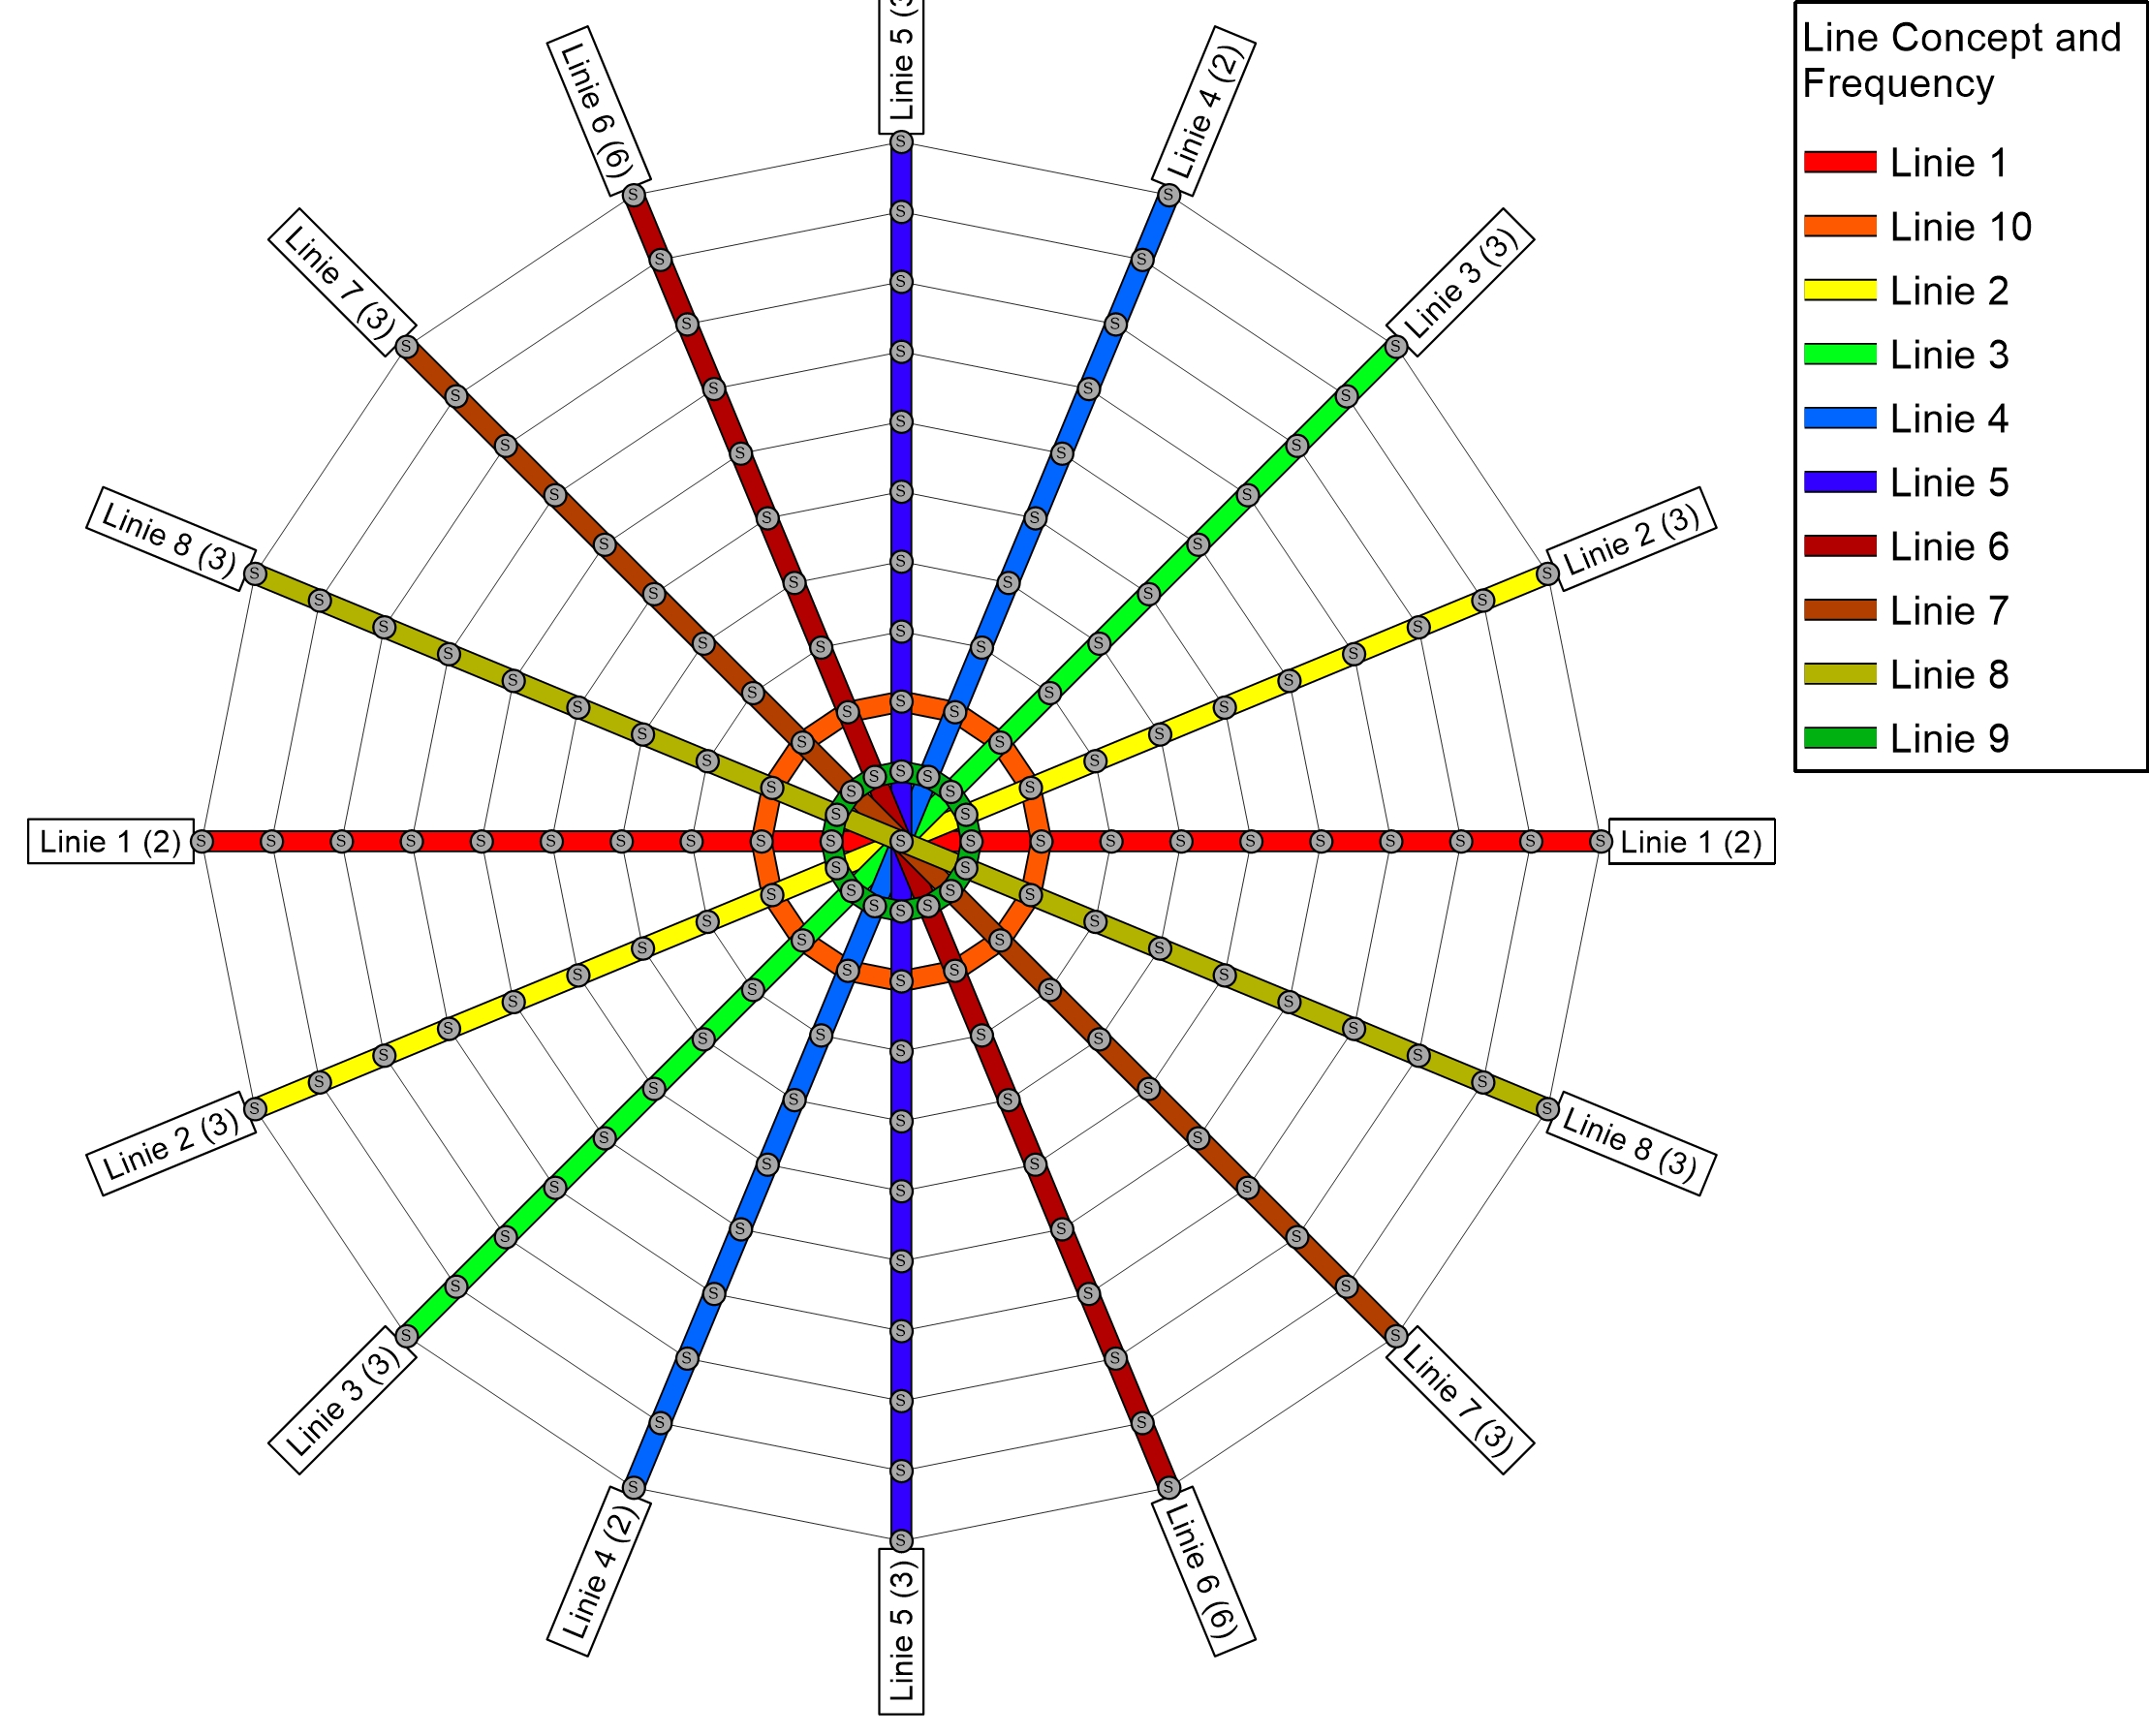 Linie 5 (3
Linie 6 (6)
Linie 4 (2)
Linie 7 (3)
Linie 3 (3)
Linie 8 (3)
Linie 2 (3)
Linie 1 (2)
Linie 1 (2)
Linie 2 (3)
Linie 8 (3)
Linie 3 (3)
Linie 7 (3)
Linie 4 (2)
Linie 6 (6)
Linie 5 (3)
Line Concept and
Frequency
Linie 1
Linie 10
Linie 2
Linie 3
Linie 4
Linie 5
Linie 6
Linie 7
Linie 8
Linie 9